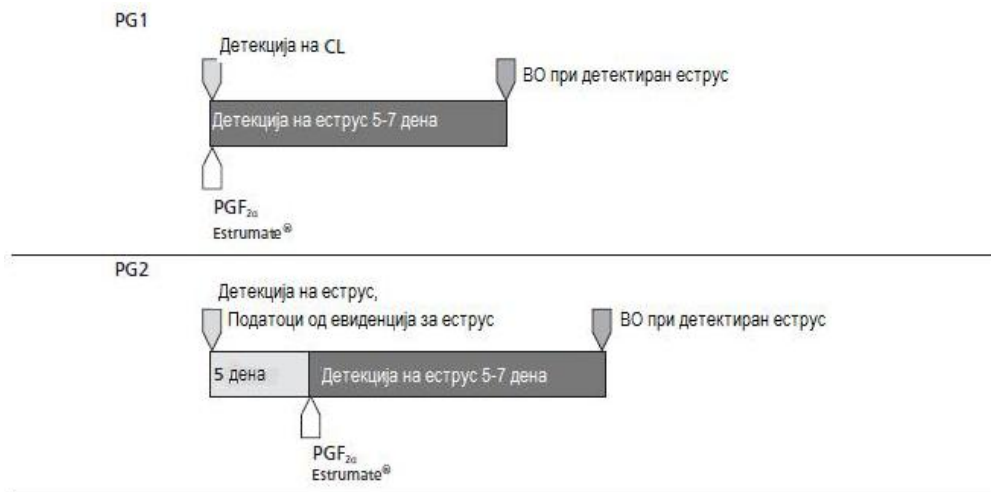 PG1
Детекција на CL
ВО при детектиран еструс
Детекција на еструс 5-7 дена
PGF2α
Estrumate®
PG2
Детекција на еструс,
Податоци од евиденција за еструс
ВО при детектиран еструс
5 дена
Детекција на еструс 5-7 дена
PGF2α
Estrumate®